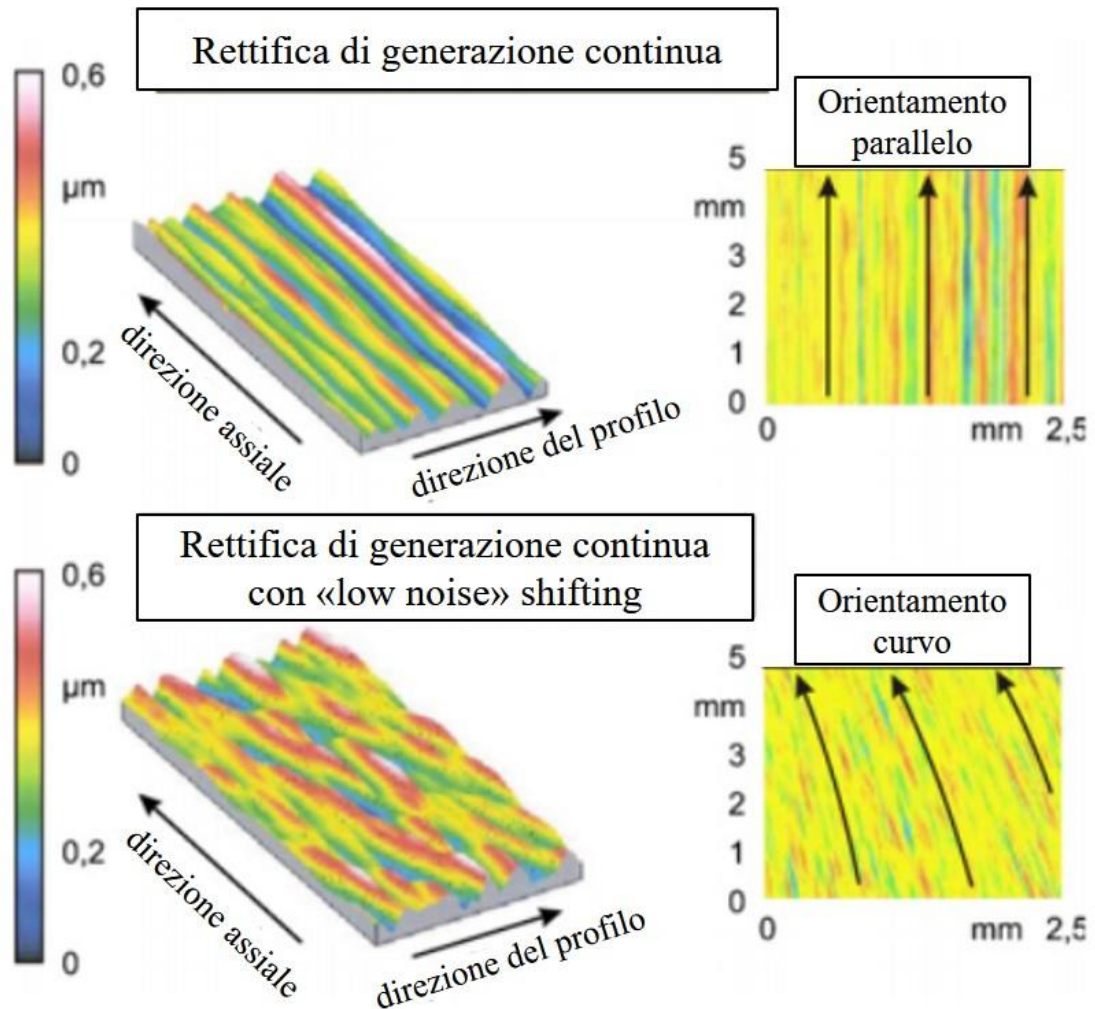 Rettifica di generazione continua
0,6
µm
0,2
0
direzione assiale
direzione del profilo
Orientamento
parallelo
5
mm
3
2
1
0
0
mm
2,5
Rettifica di generazione continua
con «low noise» shifting
0,6
µm
0,2
0
direzione assiale
direzione del profilo
Orientamento
curvo
5
mm
3
2
1
0
0
mm
2,5